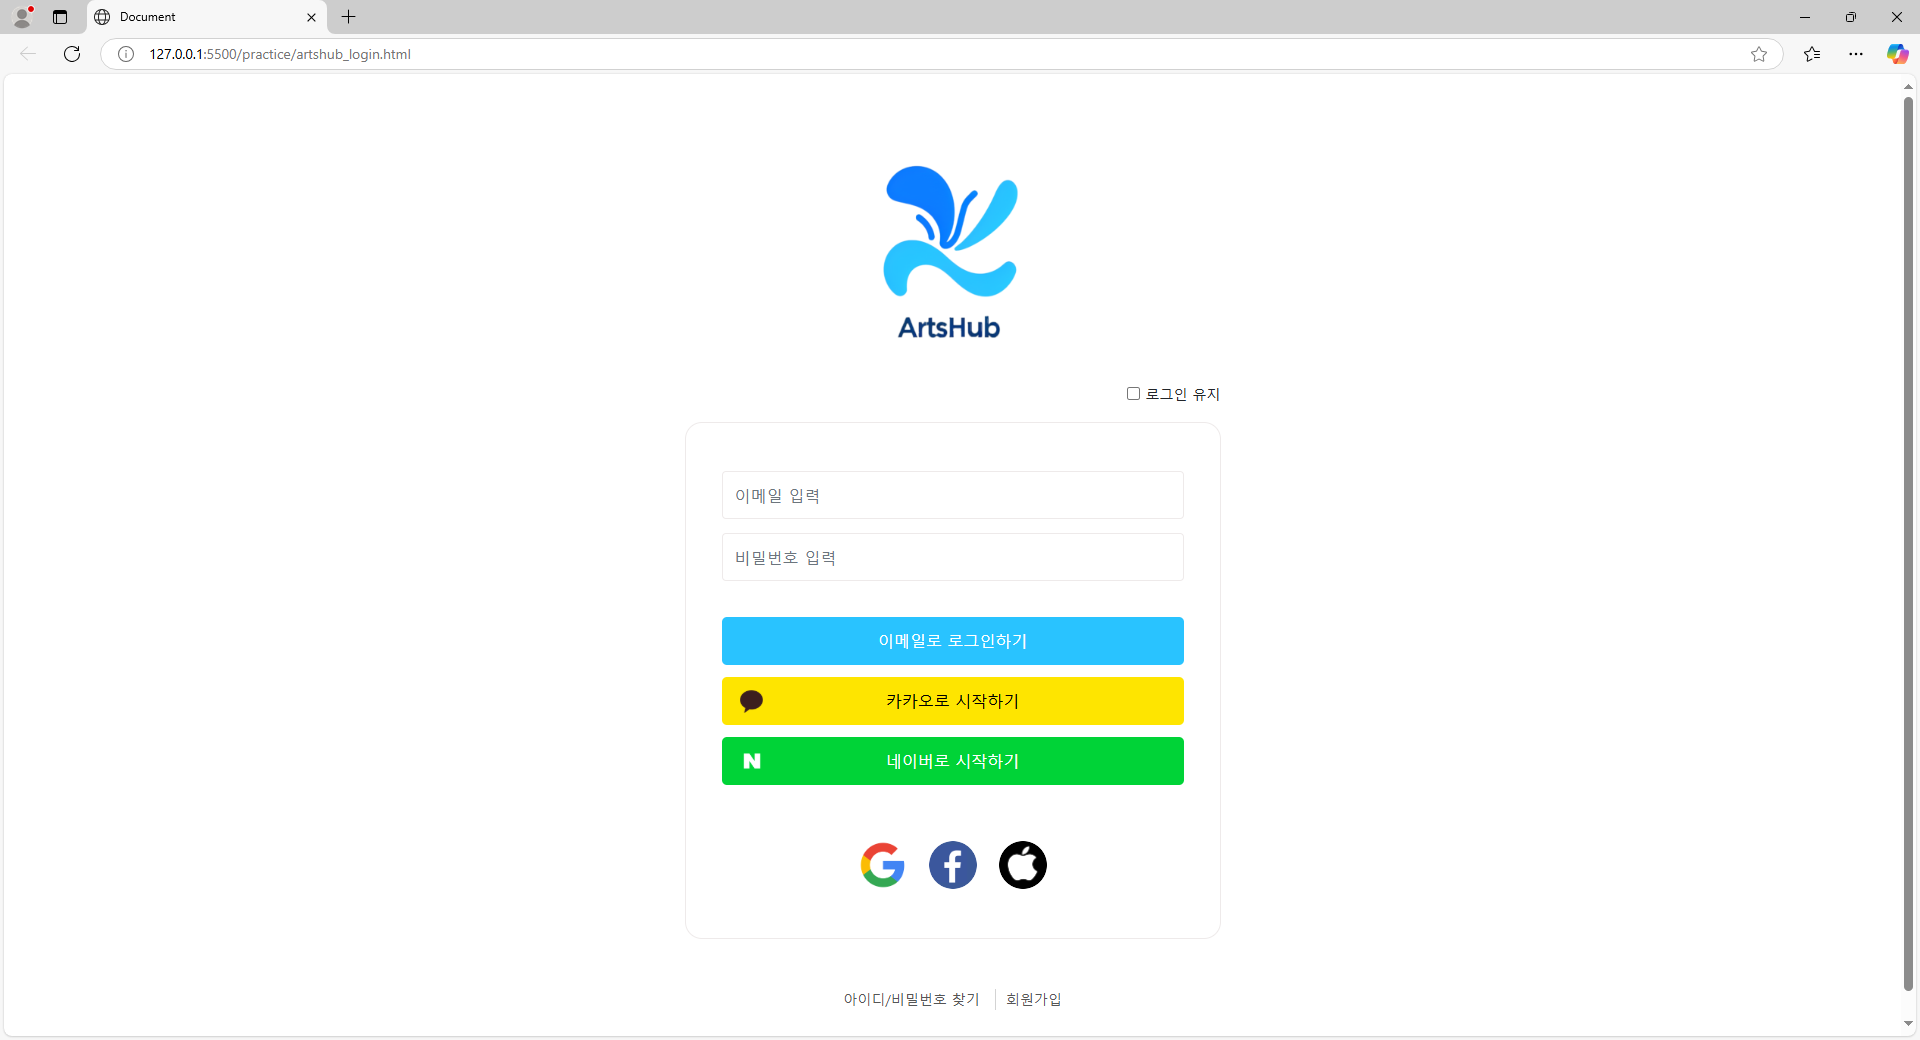 Document
127.0.0.1:5500/practice/artshub_login.html
ArtsHub
로그인 유지
이메일 입력
비밀번호 입력
이메일로 로그인하기
카카오로 시작하기
N 네이버로 시작하기
아이디/비밀번호 찾기 회원가입